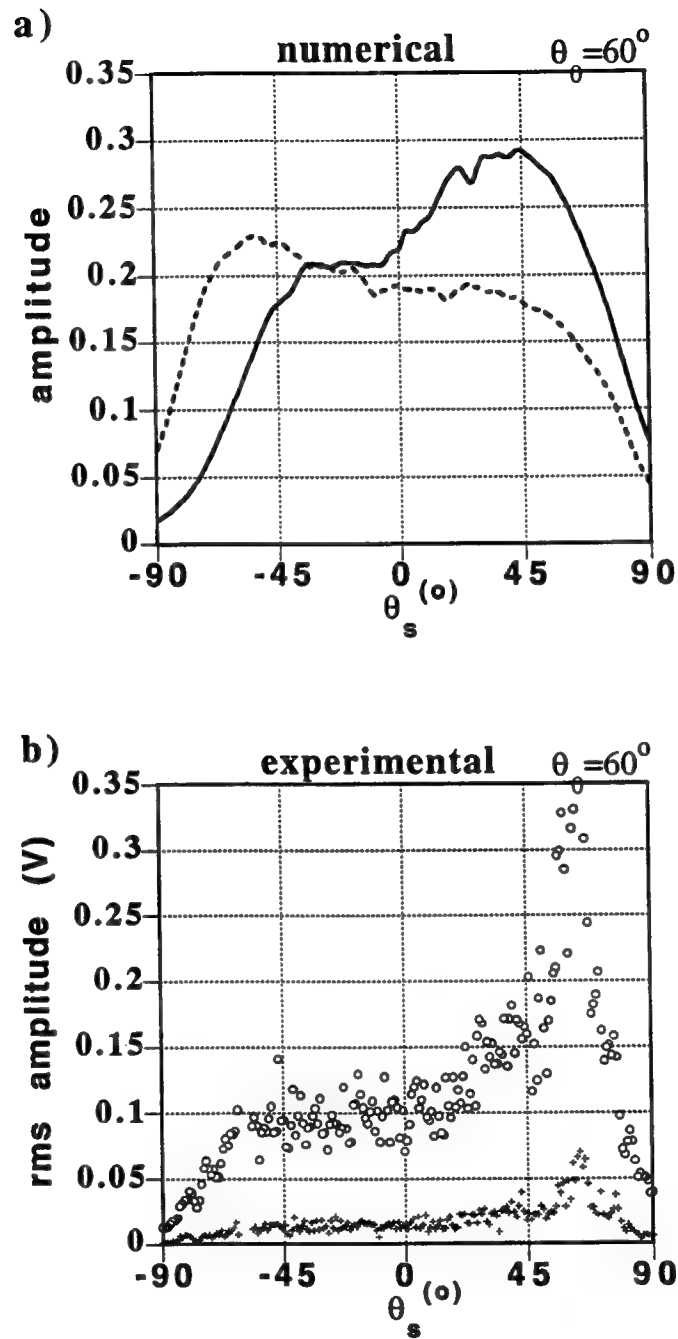 a)
numerical θ₀=60°
0.35
0.3
0.25
0.2
0.15
0.1
0.05
0
amplitude
-90 -45 0 45 90
θs (o)
b)
experimental θ₀=60°
0.35
0.3
0.25
0.2
0.15
0.1
0.05
0
rms amplitude (V)
-90 -45 0 45 90
θs (o)